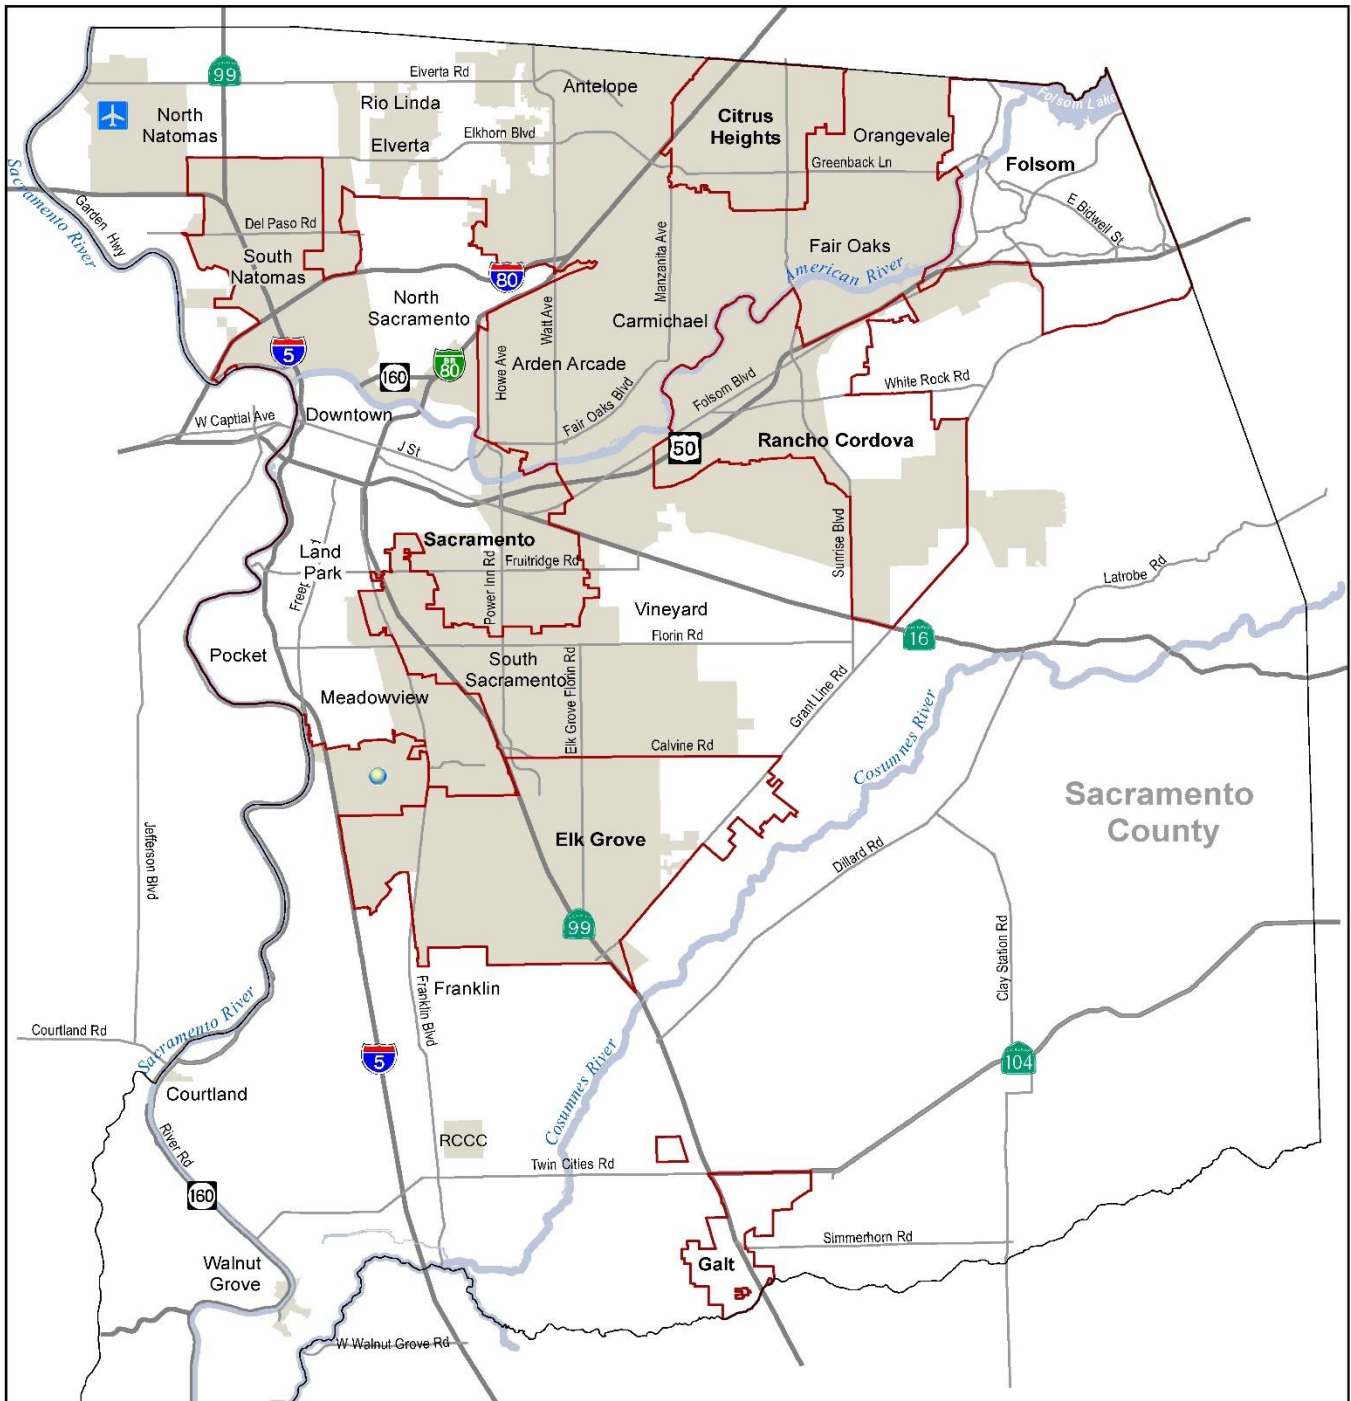 99
Elverta Rd
Antelope
Rio Linda
North
Natomas
Citrus
Heights
Folsom Lake
Elkhorn Blvd
Orangevale
Elverta
Greenback Ln
Folsom
Sacramento River
Garden Hwy
E Bidwell St
Del Paso Rd
Manzanita Ave
Fair Oaks
South
Natomas
American River
80
North
Sacramento
Watt Ave
Carmichael
5
BR
80
Howe Ave
Arden Arcade
160
White Rock Rd
Folsom Blvd
Fair Oaks Blvd
W Captial Ave
Downtown
J St
50
Rancho Cordova
Sunrise Blvd
Sacramento
Land
Park
Fruitridge Rd
Power Inn Rd
Latrobe Rd
Vineyard
Florin Rd
16
Pocket
South
Sacramento
Elk Grove Florin Rd
Grant Line Rd
Meadowview
Cosumnes River
Calvine Rd
Sacramento
County
Jefferson Blvd
Elk Grove
Dillard Rd
99
Clay Station Rd
Franklin
Franklin Blvd
Sacramento River
Courtland Rd
5
104
Courtland
Cosumnes River
River Rd
RCCC
Twin Cities Rd
160
Simmerhorn Rd
Walnut
Grove
Galt
W Walnut Grove Rd